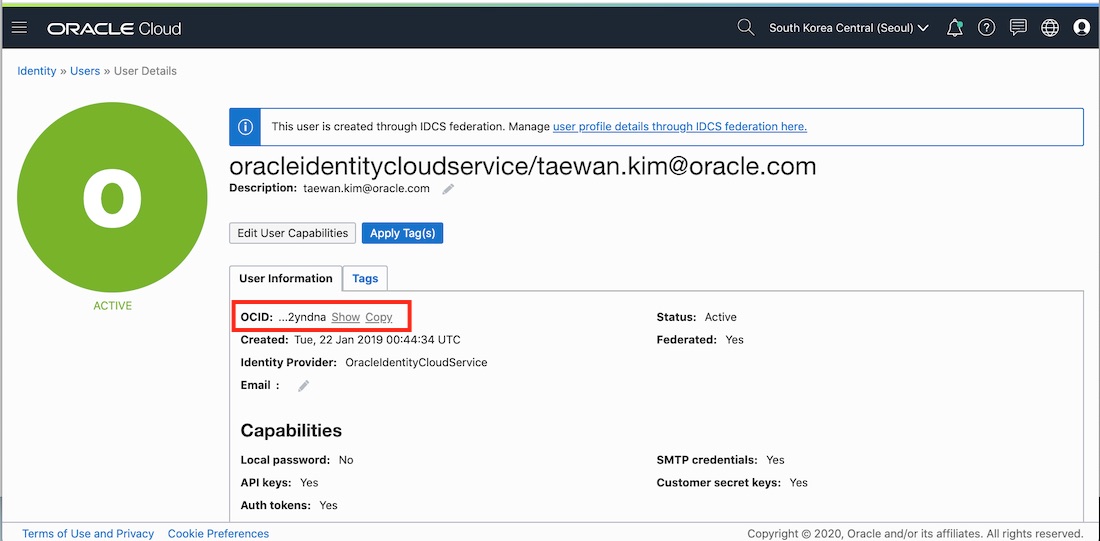 ORACLE Cloud South Korea Central (Seoul)
Identity » Users » User Details
This user is created through IDCS federation. Manage user profile details through IDCS federation here.
O
oracleidentitycloudservice/taewan.kim@oracle.com
Description: taewan.kim@oracle.com
Edit User Capabilities Apply Tag(s)
User Information Tags
ACTIVE
OCID: ...2yndna Show Copy Status: Active
Created: Tue, 22 Jan 2019 00:44:34 UTC Federated: Yes
Identity Provider: OracleIdentityCloudService
Email :
Capabilities
Local password: No SMTP credentials: Yes
API keys: Yes Customer secret keys: Yes
Auth tokens: Yes
Terms of Use and Privacy Cookie Preferences Copyright © 2020, Oracle and/or its affiliates. All rights reserved.